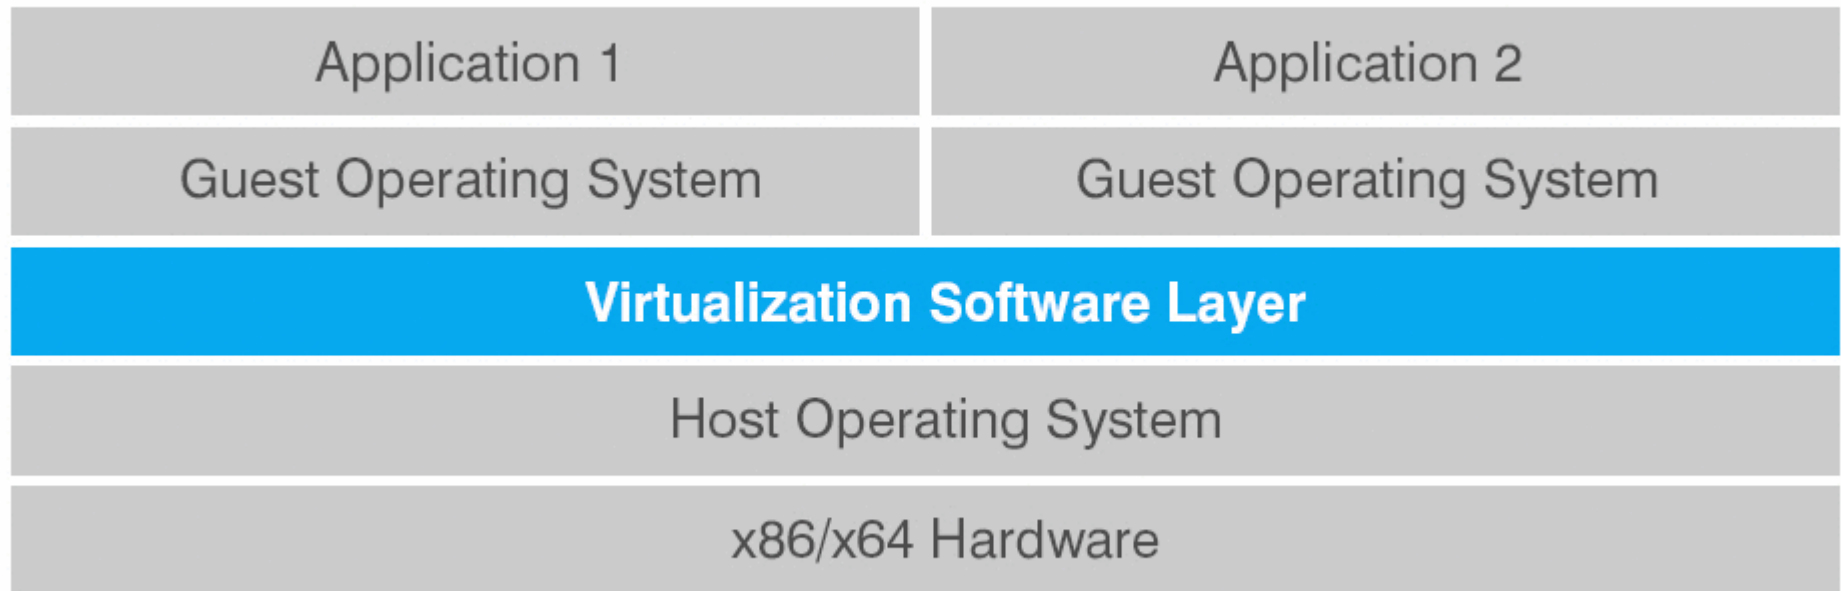 Application 1
Application 2
Guest Operating System
Guest Operating System
Virtualization Software Layer
Host Operating System
x86/x64 Hardware